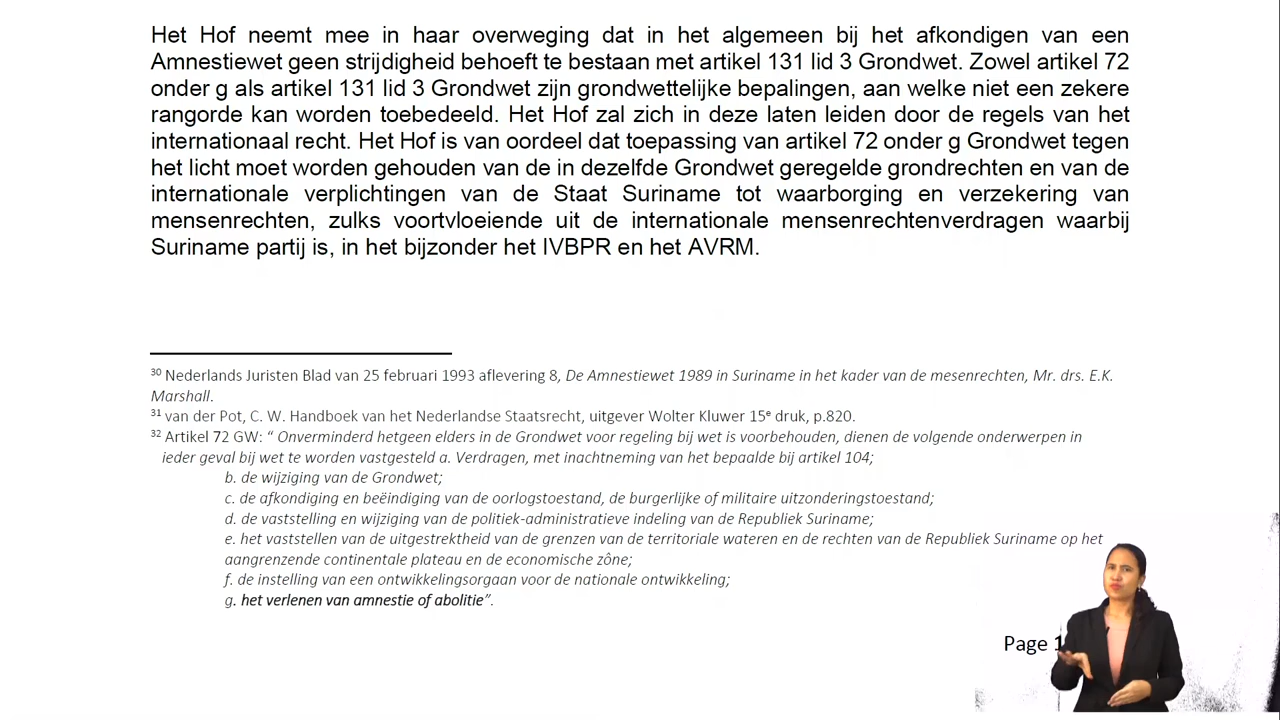 Het Hof neemt mee in haar overweging dat in het algemeen bij het afkondigen van een
Amnestiewet geen strijdigheid behoeft te bestaan met artikel 131 lid 3 Grondwet. Zowel artikel 72
onder g als artikel 131 lid 3 Grondwet zijn grondwettelijke bepalingen, aan welke niet een zekere
rangorde kan worden toebedeeld. Het Hof zal zich in deze laten leiden door de regels van het
internationaal recht. Het Hof is van oordeel dat toepassing van artikel 72 onder g Grondwet tegen
het licht moet worden gehouden van de in dezelfde Grondwet geregelde grondrechten en van de
internationale verplichtingen van de Staat Suriname tot waarborging en verzekering van
mensenrechten, zulks voortvloeiende uit de internationale mensenrechtenverdragen waarbij
Suriname partij is, in het bijzonder het IVBPR en het AVRM.
30 Nederlands Juristen Blad van 25 februari 1993 aflevering 8, De Amnestiewet 1989 in Suriname in het kader van de mesenrechten, Mr. drs. E.K.
Marshall.
31 van der Pot, C. W. Handboek van het Nederlandse Staatsrecht, uitgever Wolter Kluwer 15e druk, p.820.
32 Artikel 72 GW: “ Onverminderd hetgeen elders in de Grondwet voor regeling bij wet is voorbehouden, dienen de volgende onderwerpen in
ieder geval bij wet te worden vastgesteld a. Verdragen, met inachtneming van het bepaalde bij artikel 104;
b. de wijziging van de Grondwet;
c. de afkondiging en beëindiging van de oorlogstoestand, de burgerlijke of militaire uitzonderingstoestand;
d. de vaststelling en wijziging van de politiek-administratieve indeling van de Republiek Suriname;
e. het vaststellen van de uitgestrektheid van de grenzen van de territoriale wateren en de rechten van de Republiek Suriname op het
aangrenzende continentale plateau en de economische zône;
f. de instelling van een ontwikkelingsorgaan voor de nationale ontwikkeling;
g. het verlenen van amnestie of abolitie”.
Page